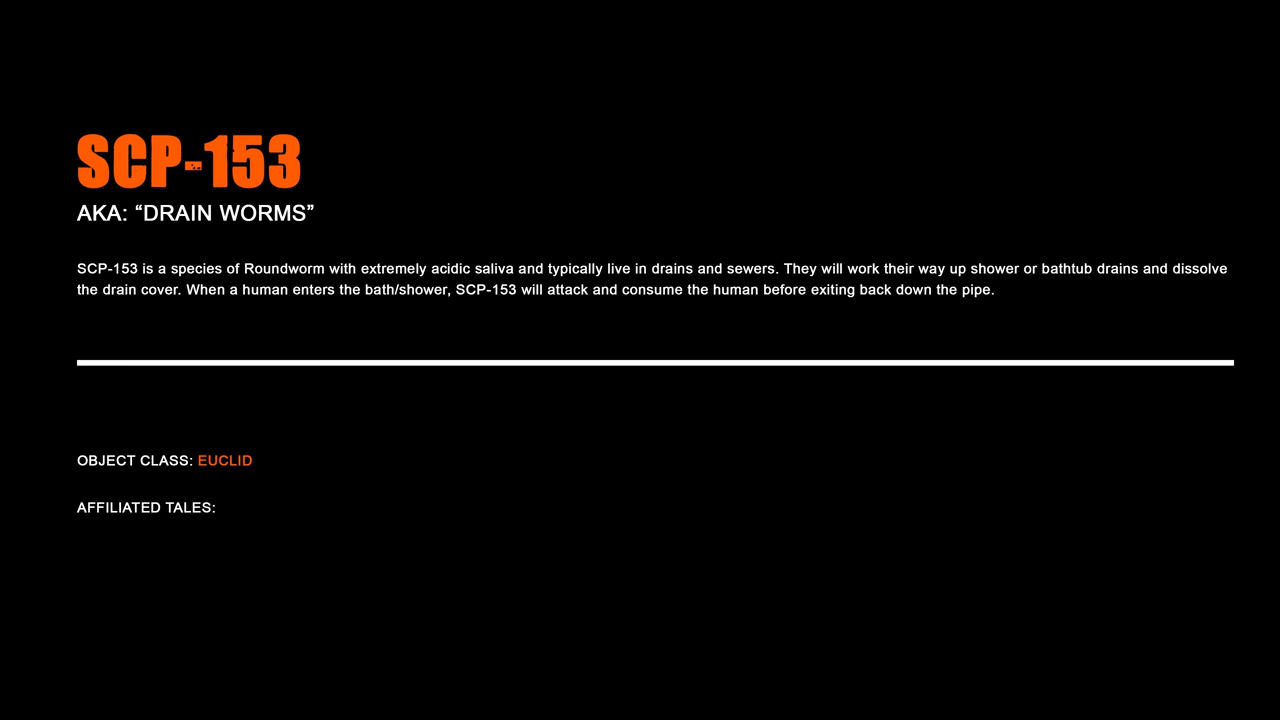 SCP-153
AKA: “DRAIN WORMS”
SCP-153 is a species of Roundworm with extremely acidic saliva and typically live in drains and sewers. They will work their way up shower or bathtub drains and dissolve
the drain cover. When a human enters the bath/shower, SCP-153 will attack and consume the human before exiting back down the pipe.
OBJECT CLASS: EUCLID
AFFILIATED TALES: